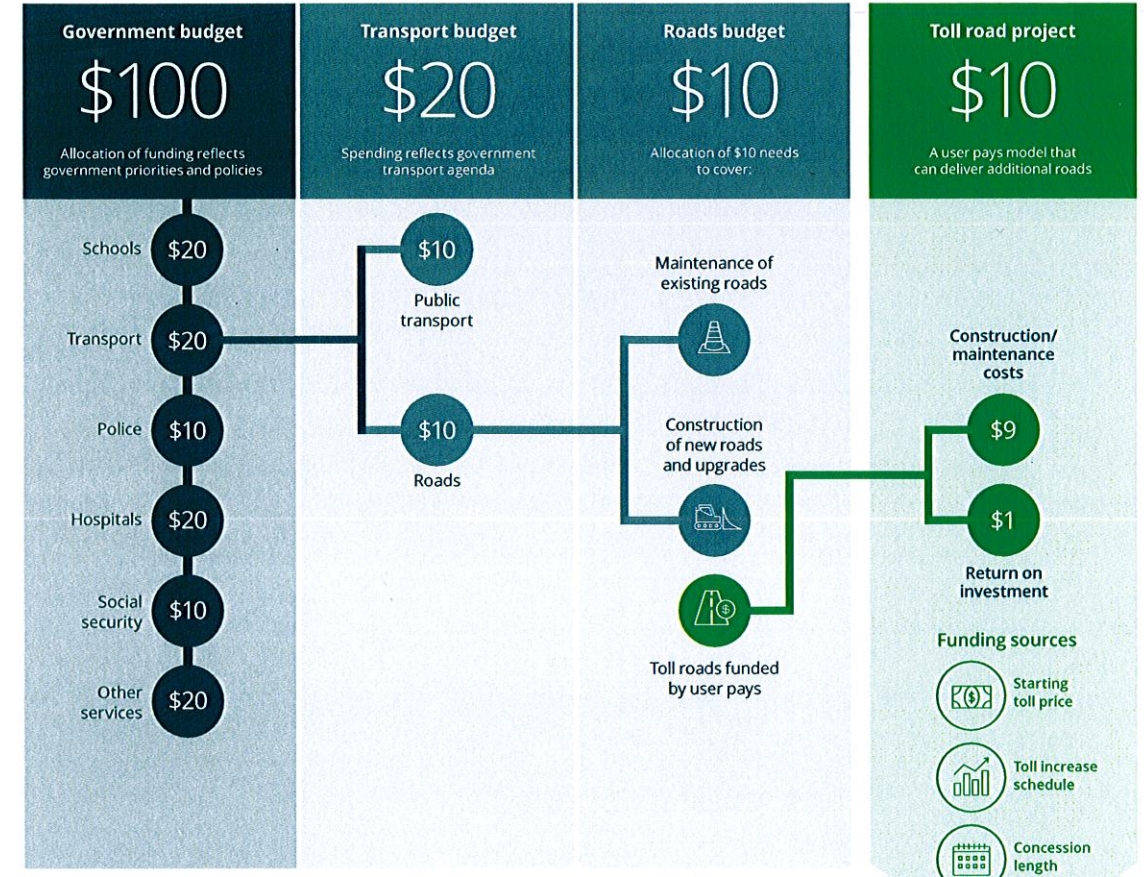 Government budget
$100
Allocation of funding reflects
government priorities and policies
Schools
$20
Transport
$20
Police
$10
Hospitals
$20
Social
security
$10
Other
services
$20
Transport budget
$20
Spending reflects government
transport agenda
$10
Public
transport
$10
Roads
Roads budget
$10
Allocation of $10 needs
to cover:
Maintenance of
existing roads
Construction
of new roads
and upgrades
Toll roads funded
by user pays
Toll road project
$10
A user pays model that
can deliver additional roads
Construction/
maintenance
costs
$9
$1
Return on
investment
Funding sources
Starting
toll price
Toll increase
schedule
Concession
length